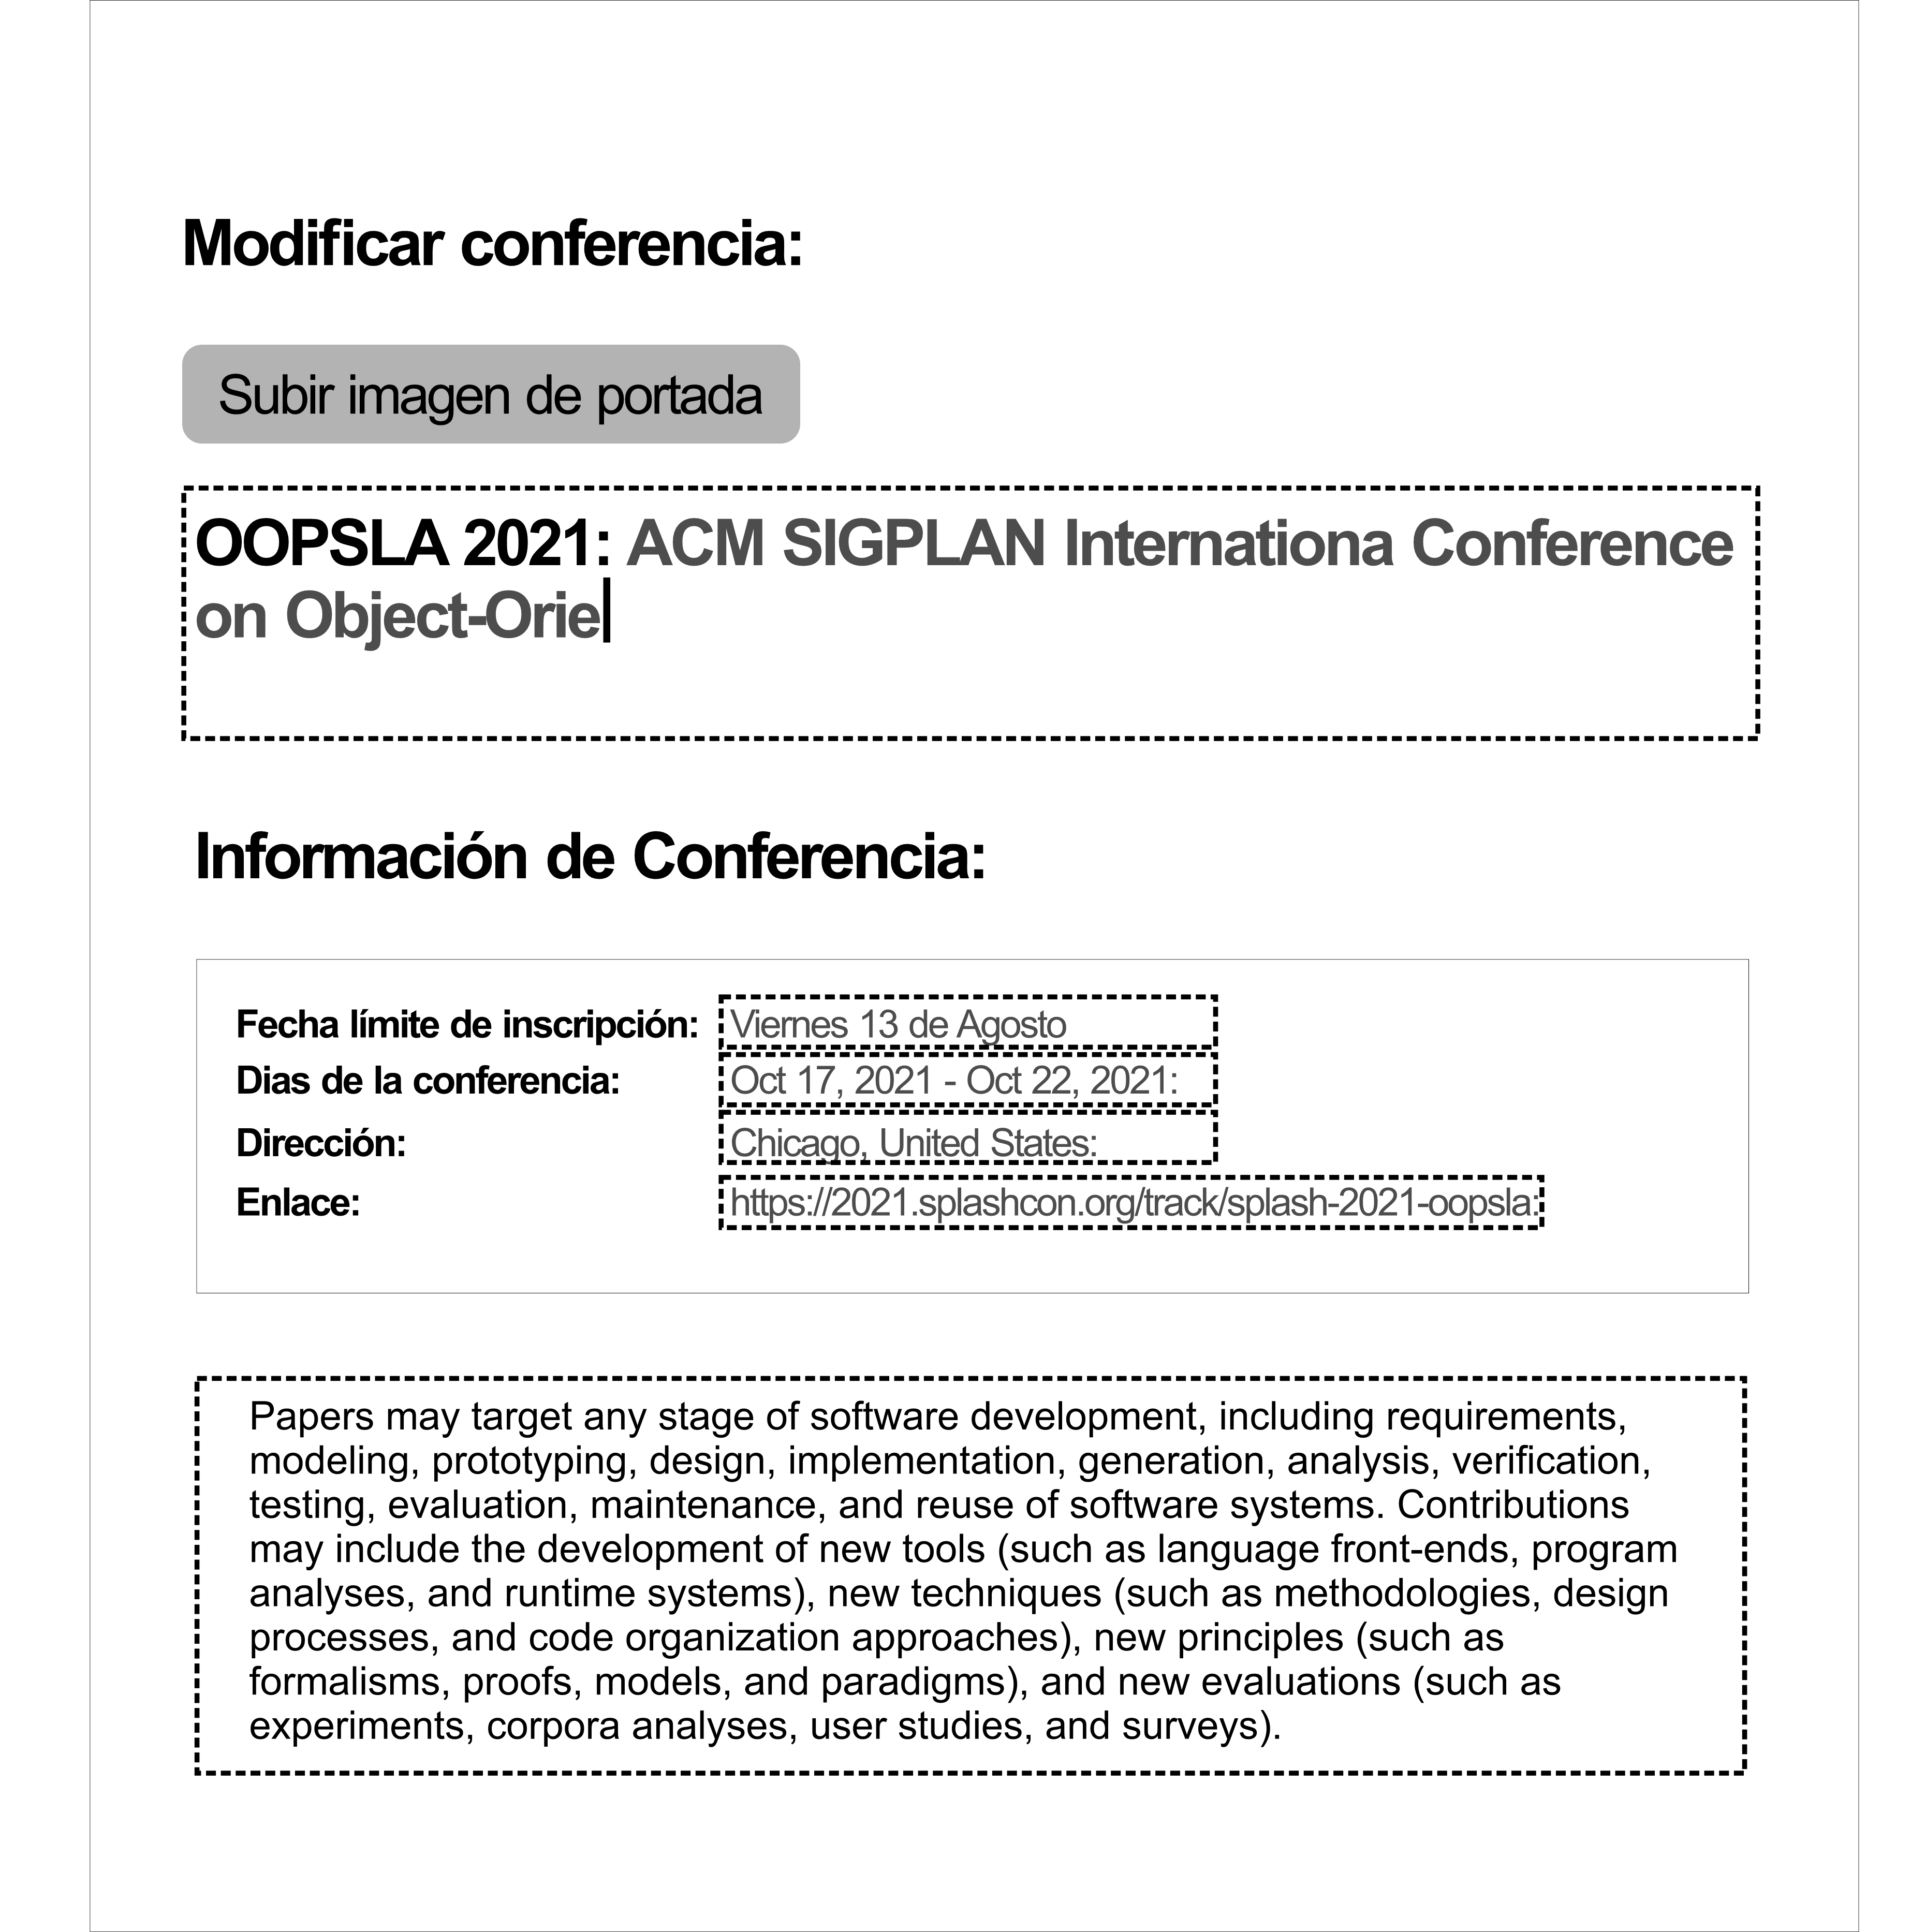 Modificar conferencia:
Subir imagen de portada
OOPSLA 2021: ACM SIGPLAN Internationa Conference
on Object-Orie
Información de Conferencia:
Fecha límite de inscripción: Viernes 13 de Agosto
Dias de la conferencia: Oct 17, 2021 - Oct 22, 2021:
Dirección: Chicago, United States:
Enlace: https://2021.splashcon.org/track/splash-2021-oopsla:
Papers may target any stage of software development, including requirements,
modeling, prototyping, design, implementation, generation, analysis, verification,
testing, evaluation, maintenance, and reuse of software systems. Contributions
may include the development of new tools (such as language front-ends, program
analyses, and runtime systems), new techniques (such as methodologies, design
processes, and code organization approaches), new principles (such as
formalisms, proofs, models, and paradigms), and new evaluations (such as
experiments, corpora analyses, user studies, and surveys).